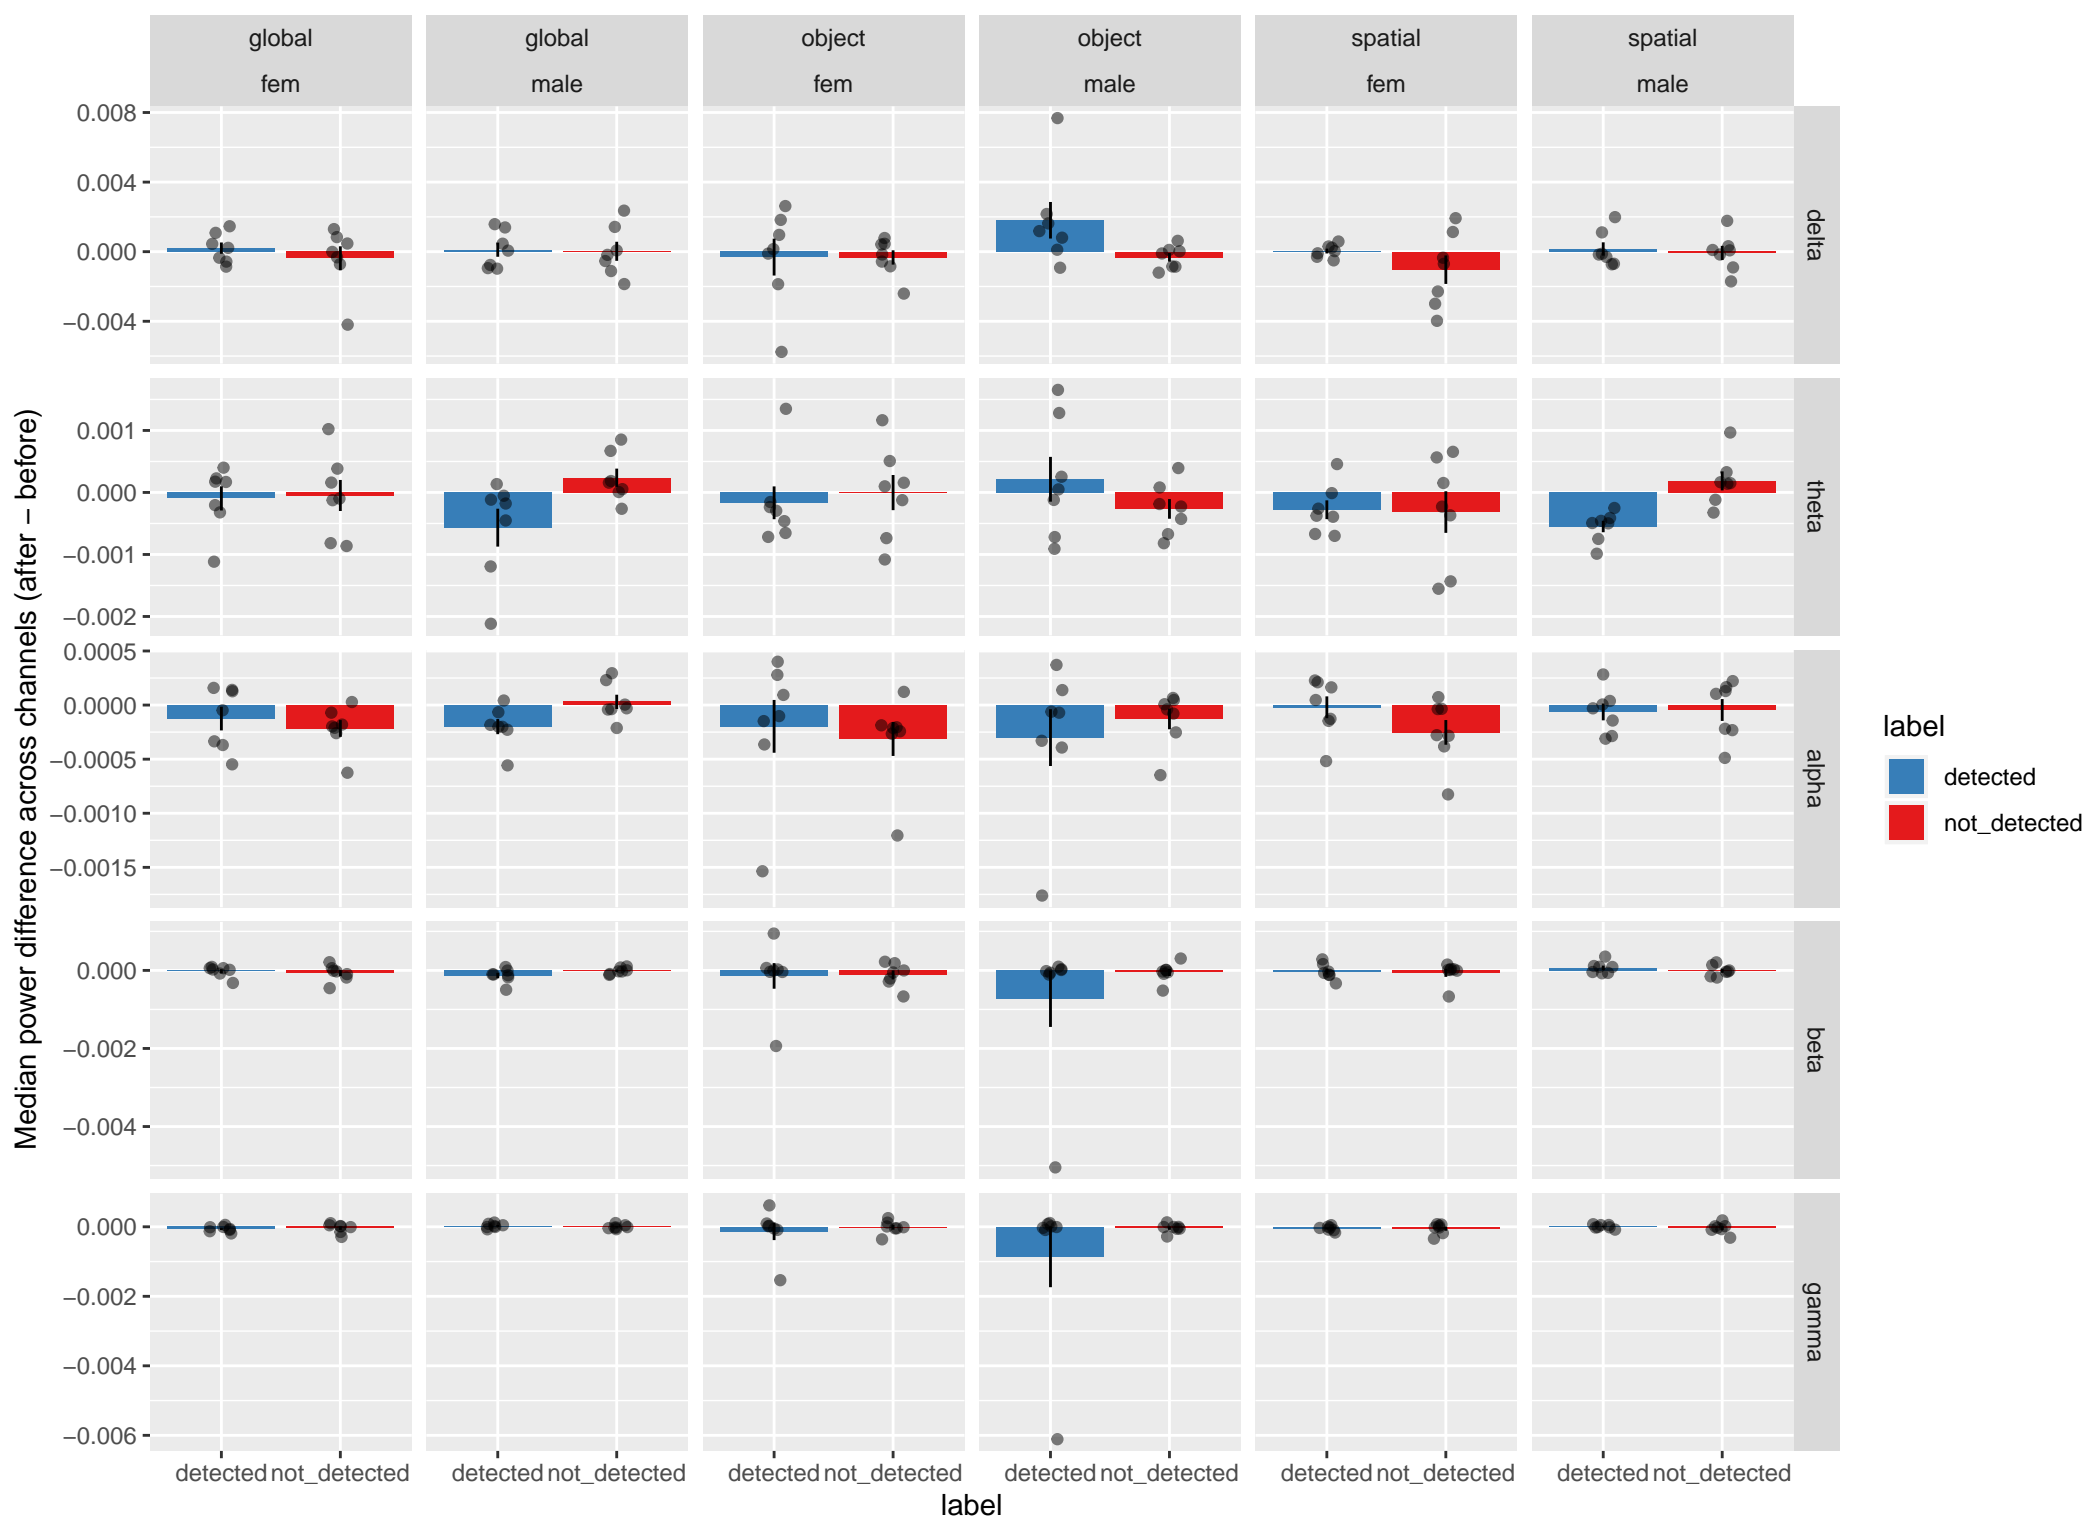 global global object object spatial spatial
fem male fem male fem male
0.008
0.004
0.000
−0.004
delta
0.001
0.000
−0.001
−0.002
theta
0.0005
0.0000
−0.0005
−0.0010
−0.0015
alpha
0.000
−0.002
−0.004
beta
0.000
−0.002
−0.004
−0.006
gamma
detected not_detected detected not_detected detected not_detected detected not_detected detected not_detected detected not_detected
label
Median power difference across channels (after − before)
label
detected
not_detected